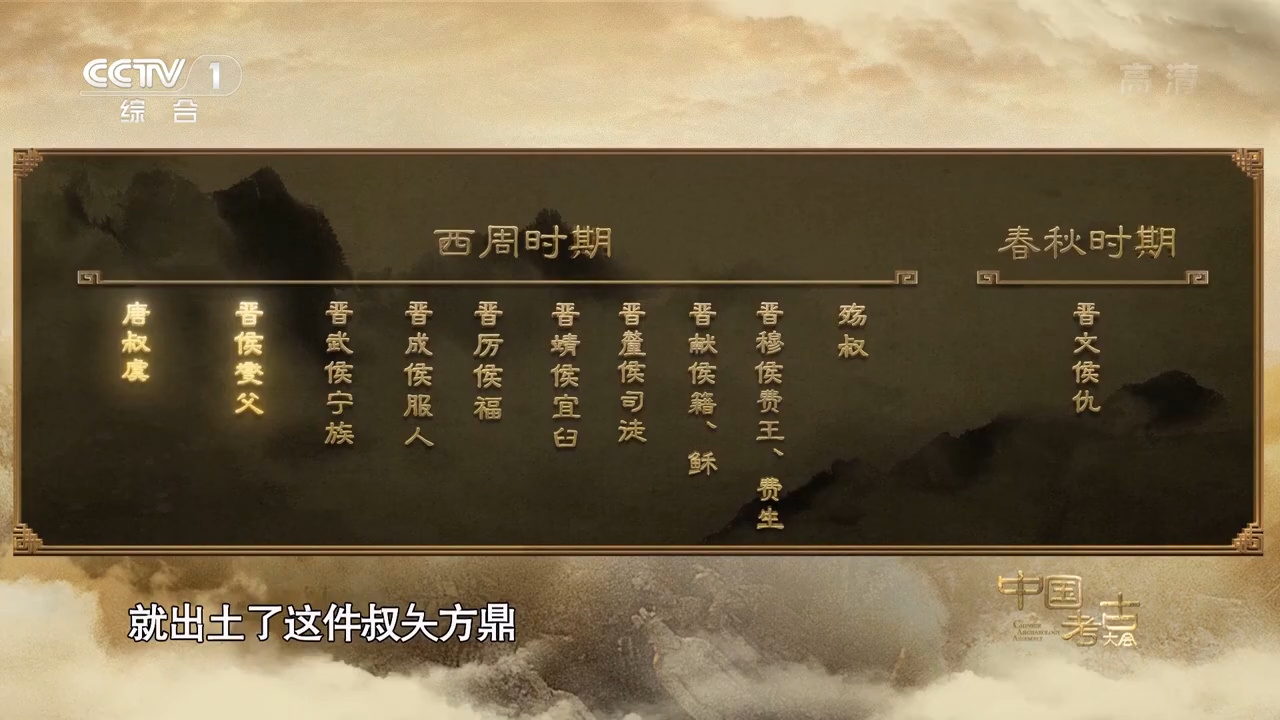 CCTV 1
综合
高清
西周时期
春秋时期
唐叔虞
晋侯燮父
晋武侯宁族
晋成侯服人
晋厉侯福
晋靖侯宜臼
晋釐侯司徒
晋献侯籍、稣
晋穆侯费王、费生
殇叔
晋文侯仇
就出土了这件叔夨方鼎
中国考古大会
CHINESE
ARCHAEOLOGY
ASSEMBLY